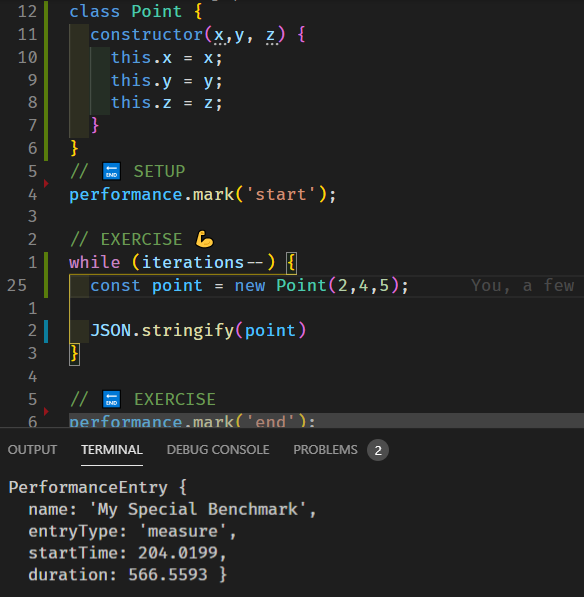 12 class Point {
11 constructor(x,y, z) {
10 this.x = x;
9 this.y = y;
8 this.z = z;
7 }
6 }
5 // 🔚 SETUP
4 performance.mark('start');
3
2 // EXERCISE 💪
1 while (iterations--) {
25 const point = new Point(2,4,5); You, a few
1
2 JSON.stringify(point)
3 }
4
5 // 🔚 EXERCISE
6 performance.mark('end');
OUTPUT TERMINAL DEBUG CONSOLE PROBLEMS 2
PerformanceEntry {
name: 'My Special Benchmark',
entryType: 'measure',
startTime: 204.0199,
duration: 566.5593 }